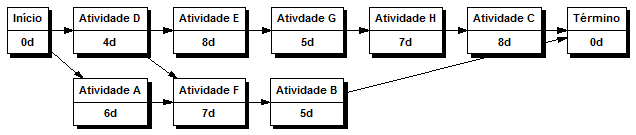 Início
0d
Atividade D
4d
Atividade E
8d
Atividade G
5d
Atividade H
7d
Atividade C
8d
Término
0d
Atividade A
6d
Atividade F
7d
Atividade B
5d